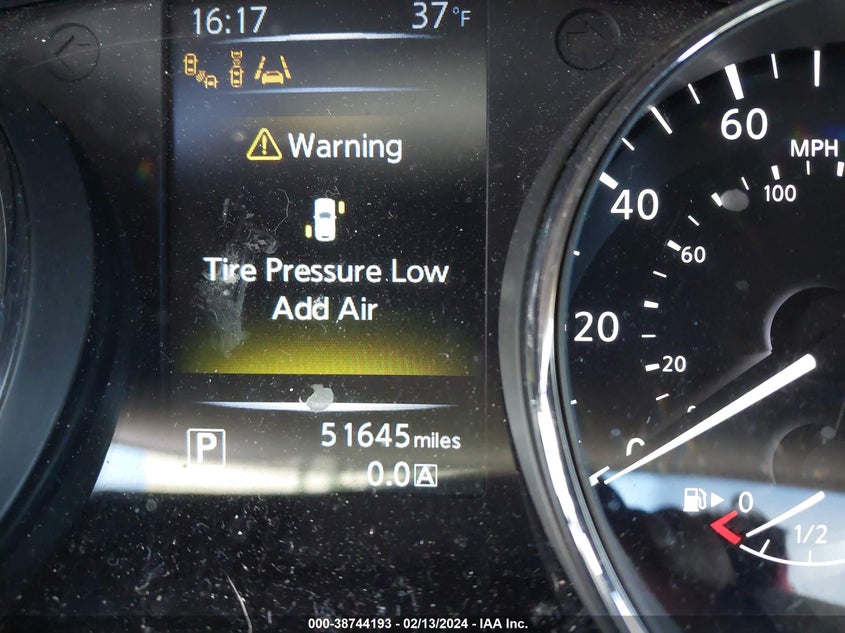 16:17 37°F
Warning
Tire Pressure Low
Add Air
P
51645 miles
0.0 A
60
MPH
100
40
60
20
20
0
0
1/2
000-38744193 - 02/13/2024 - IAA Inc.